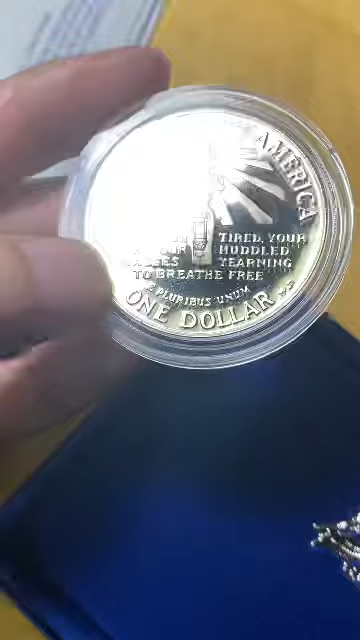 AMERICA
TIRED, YOUR
HUDDLED
YEARNING
TO BREATHE FREE
E PLURIBUS UNUM
ONE DOLLAR